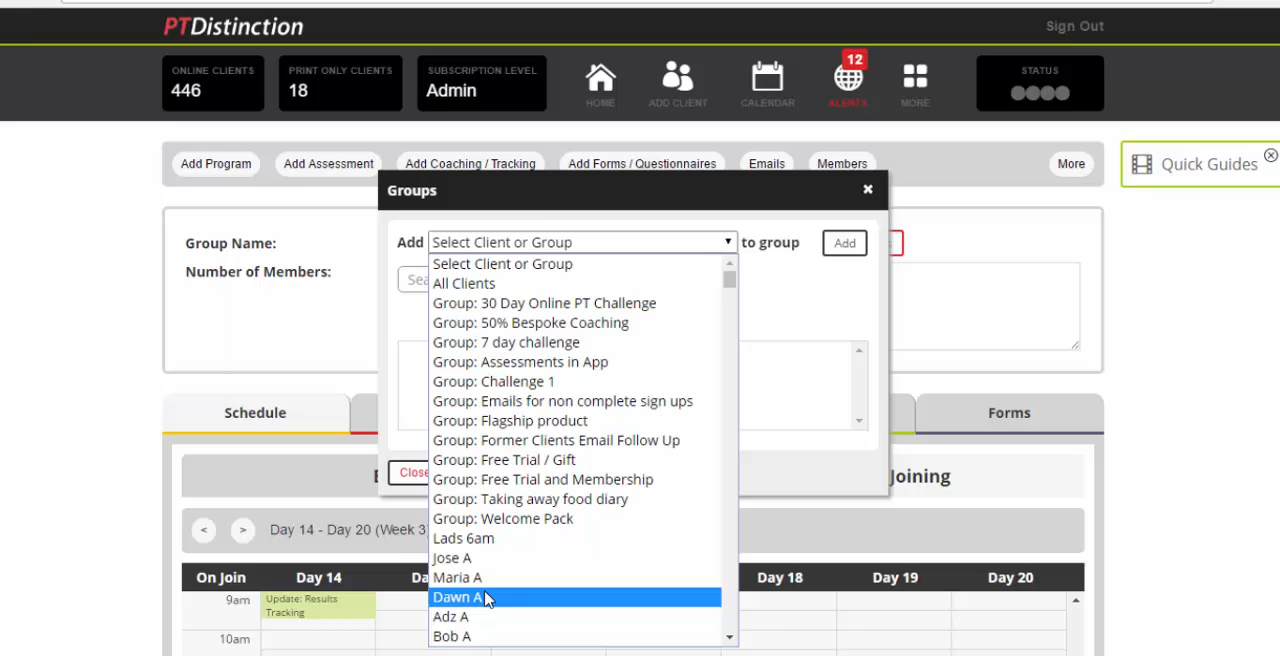 PTDistinction
Sign Out
ONLINE CLIENTS
446
PRINT ONLY CLIENTS
18
SUBSCRIPTION LEVEL
Admin
HOME
ADD CLIENT
CALENDAR
12
ALERTS
MORE
STATUS
Add Program
Add Assessment
Add Coaching / Tracking
Add Forms / Questionnaires
Emails
Members
More
Quick Guides
Groups
Group Name:
Number of Members:
Add
Select Client or Group
to group
Add
Select Client or Group
All Clients
Group: 30 Day Online PT Challenge
Group: 50% Bespoke Coaching
Group: 7 day challenge
Group: Assessments in App
Group: Challenge 1
Group: Emails for non complete sign ups
Group: Flagship product
Group: Former Clients Email Follow Up
Group: Free Trial / Gift
Group: Free Trial and Membership
Group: Taking away food diary
Group: Welcome Pack
Lads 6am
Jose A
Maria A
Dawn A
Adz A
Bob A
Sea
Close
Schedule
Forms
Joining
< > Day 14 - Day 20 (Week 3)
On Join
Day 14
Da
Day 18
Day 19
Day 20
9am
Update: Results
Tracking
10am